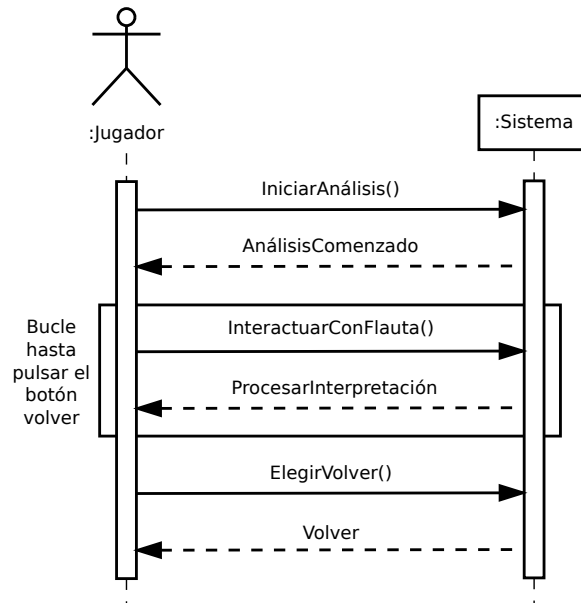 :Jugador
:Sistema
IniciarAnálisis()
AnálisisComenzado
Bucle
hasta
pulsar el
botón
volver
InteractuarConFlauta()
ProcesarInterpretación
ElegirVolver()
Volver